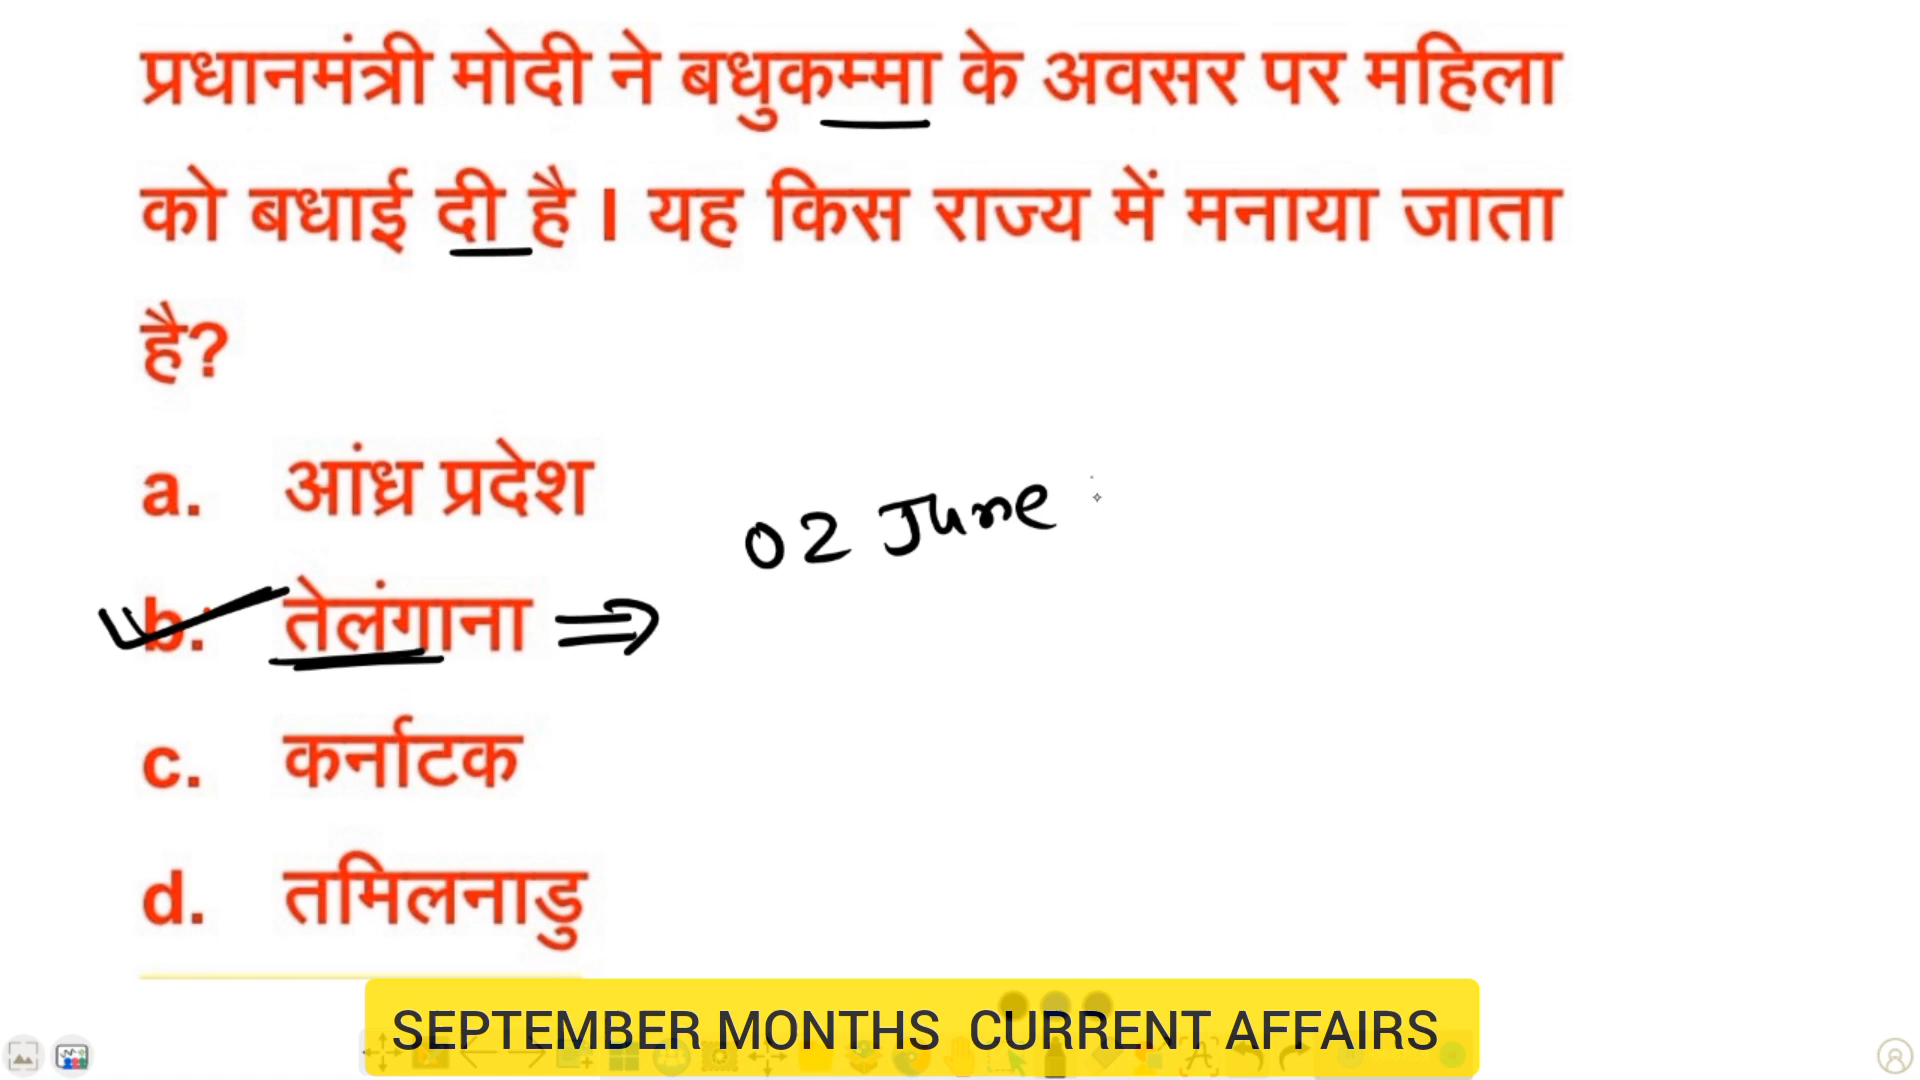 प्रधानमंत्री मोदी ने बधुकम्मा के अवसर पर महिला
को बधाई दी है l यह किस राज्य में मनाया जाता
है?
a. आंध्र प्रदेश
02 June
b. तेलंगाना ⇒
c. कर्नाटक
d. तमिलनाडु
SEPTEMBER MONTHS CURRENT AFFAIRS